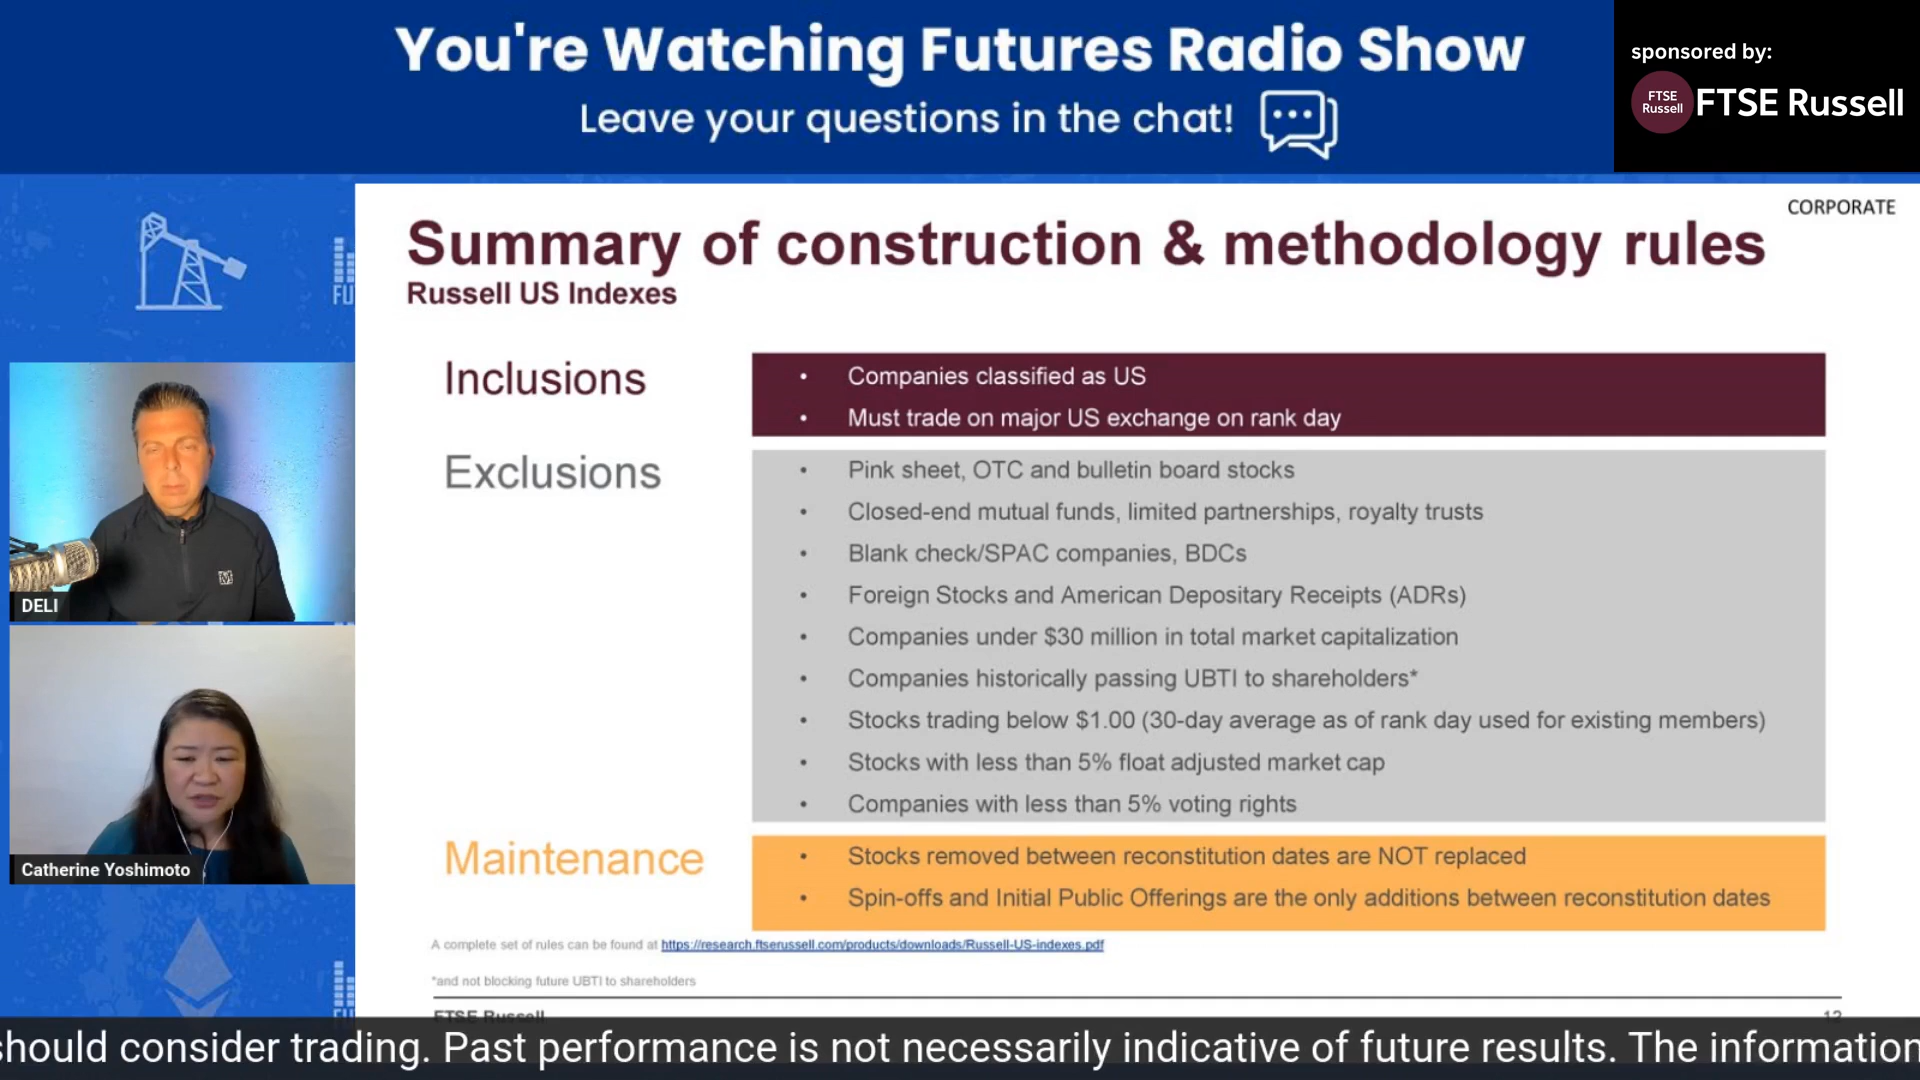 You're Watching Futures Radio Show
Leave your questions in the chat!
sponsored by:
FTSE
Russell
FTSE Russell
CORPORATE
Summary of construction & methodology rules
Russell US Indexes
Inclusions
• Companies classified as US
• Must trade on major US exchange on rank day
Exclusions
• Pink sheet, OTC and bulletin board stocks
• Closed-end mutual funds, limited partnerships, royalty trusts
• Blank check/SPAC companies, BDCs
• Foreign Stocks and American Depositary Receipts (ADRs)
• Companies under $30 million in total market capitalization
• Companies historically passing UBTI to shareholders*
• Stocks trading below $1.00 (30-day average as of rank day used for existing members)
• Stocks with less than 5% float adjusted market cap
• Companies with less than 5% voting rights
Maintenance
• Stocks removed between reconstitution dates are NOT replaced
• Spin-offs and Initial Public Offerings are the only additions between reconstitution dates
A complete set of rules can be found at https://research.ftserussell.com/products/downloads/Russell-US-indexes.pdf
*and not blocking future UBTI to shareholders
FTSE Russell
DELI
Catherine Yoshimoto
FU
should consider trading. Past performance is not necessarily indicative of future results. The information